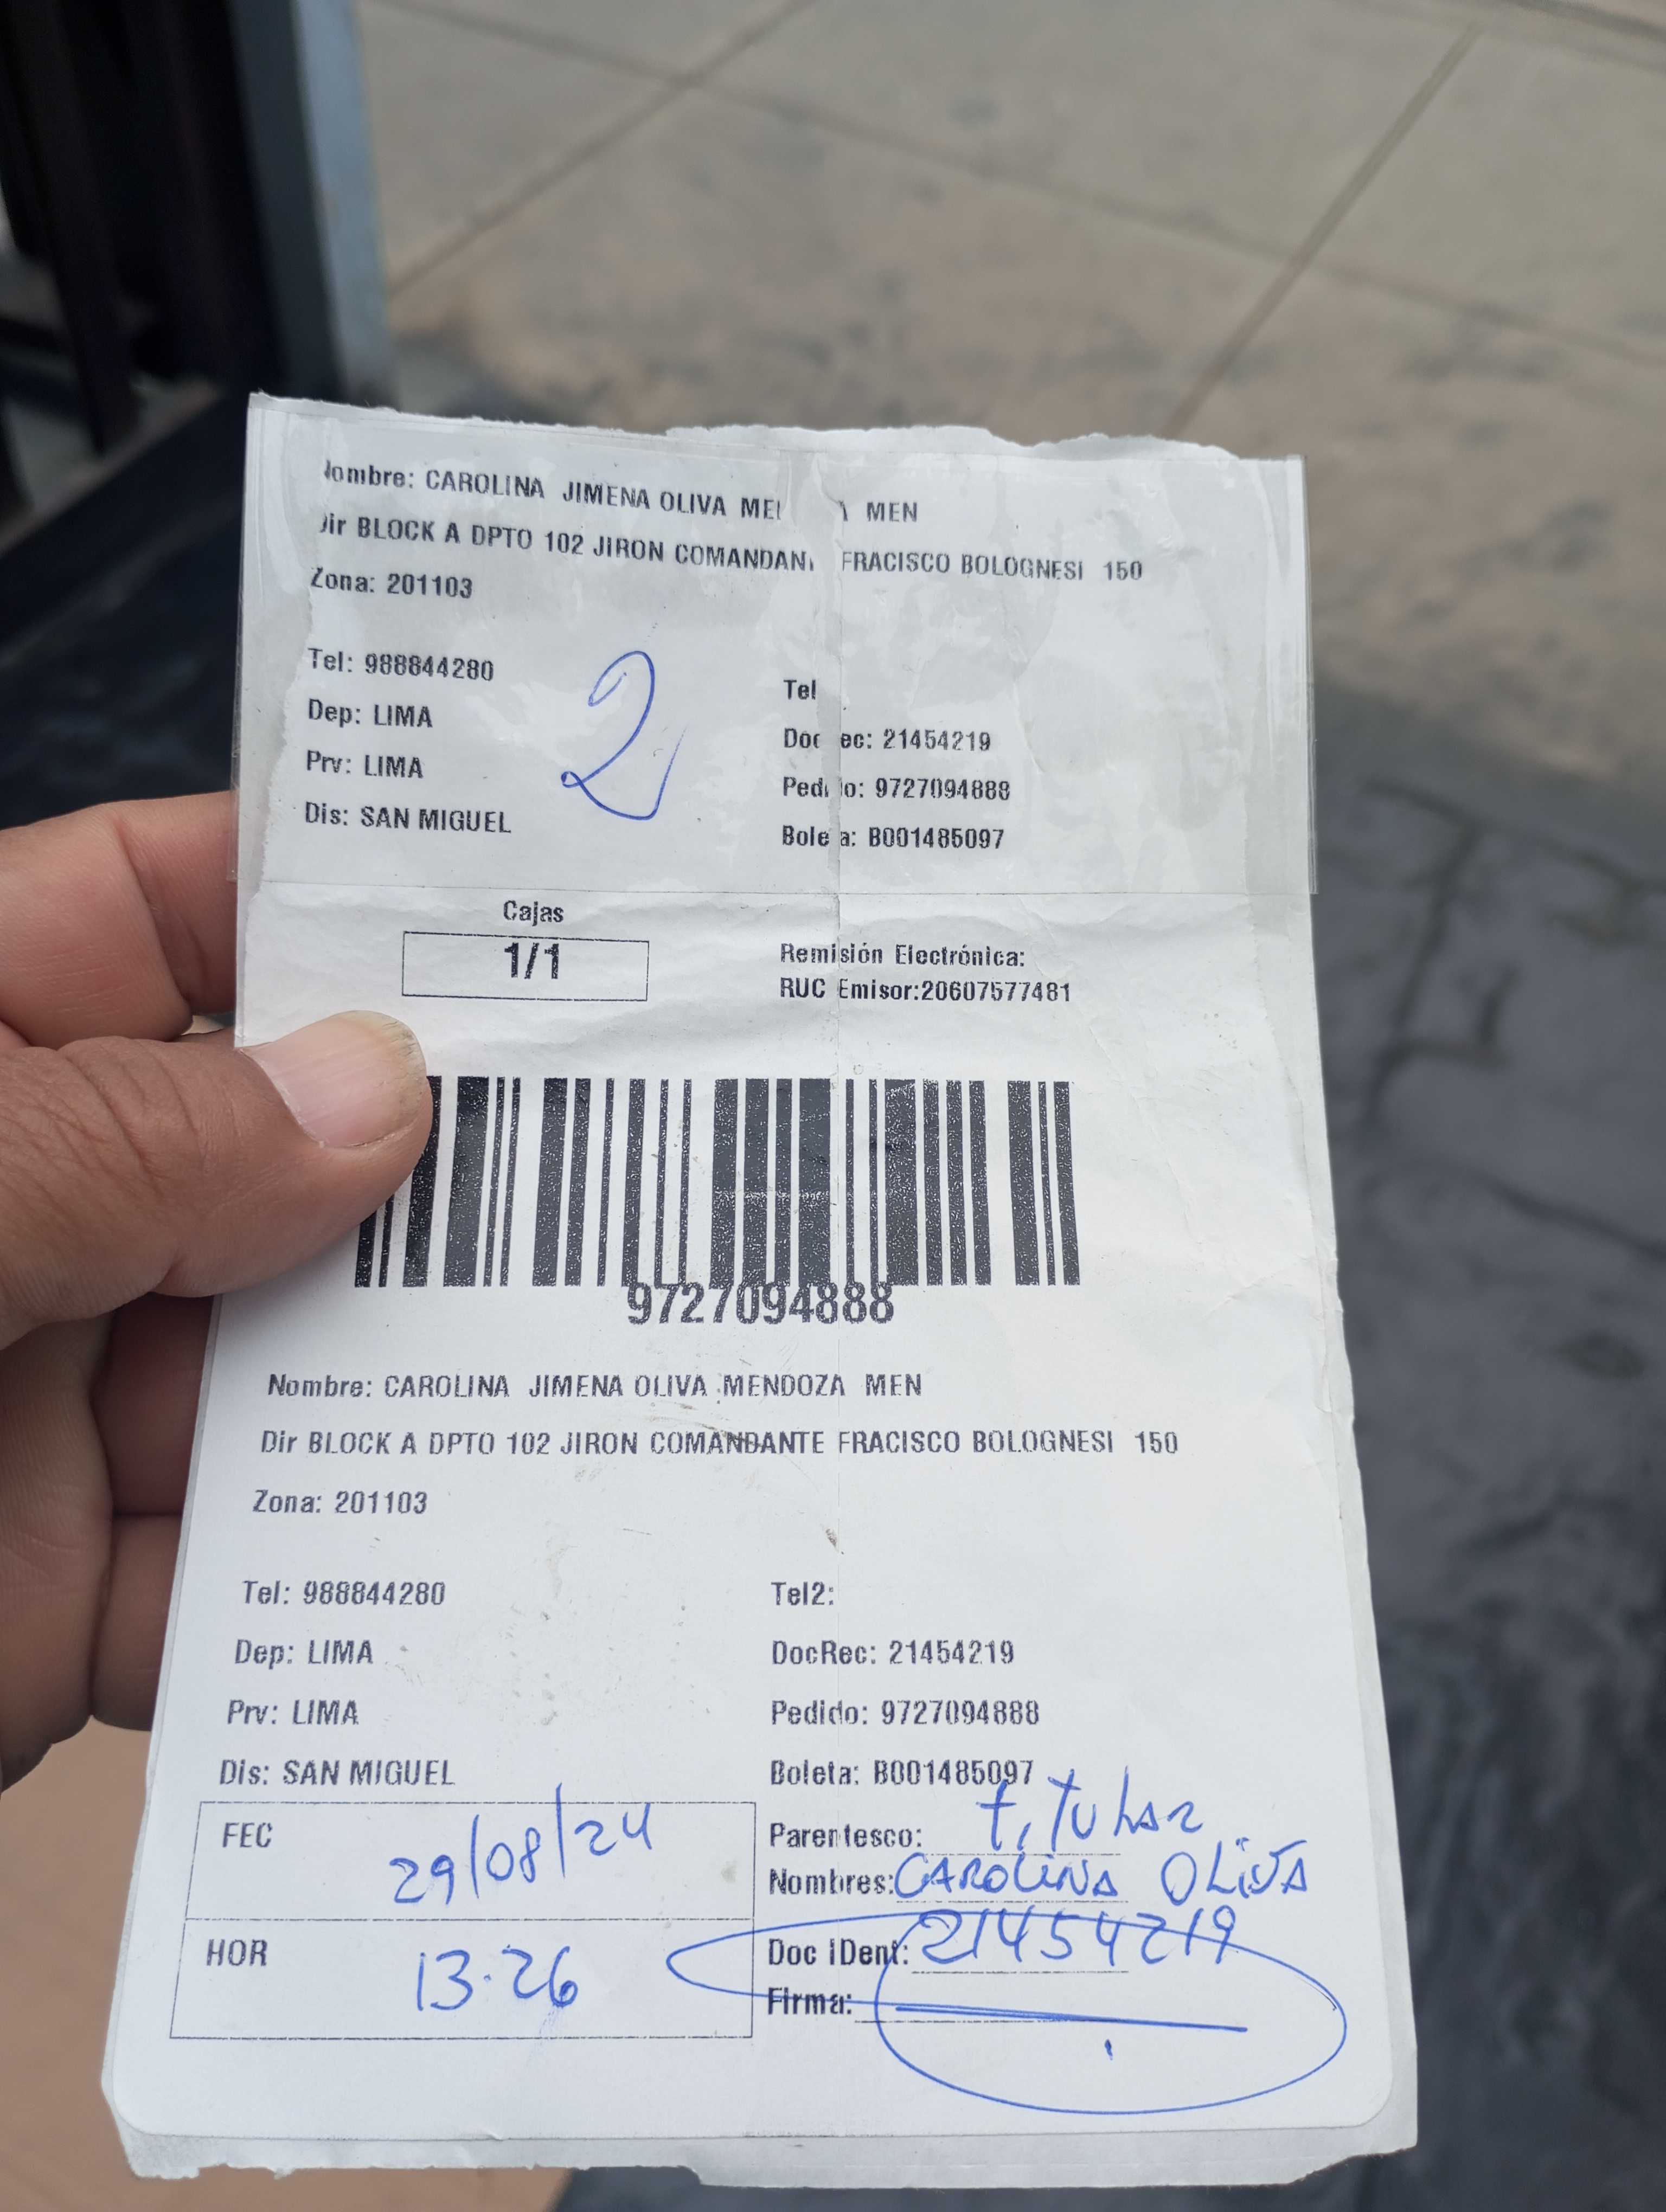 Nombre: CAROLINA JIMENA OLIVA MEN
Dir BLOCK A DPTO 102 JIRON COMANDAN FRACISCO BOLOGNESI 150
Zona: 201103
2
Tel: 988844280 Tel
Dep: LIMA Doc ec: 21454219
Prv: LIMA Pedido: 9727094888
Dis: SAN MIGUEL Boleta: B001485097
Cajas
1/1
Remisión Electrónica:
RUC Emisor:20607577481
9727094888
Nombre: CAROLINA JIMENA OLIVA MENDOZA MEN
Dir BLOCK A DPTO 102 JIRON COMANDANTE FRACISCO BOLOGNESI 150
Zona: 201103
Tel: 988844280 Tel2:
Dep: LIMA DocRec: 21454219
Prv: LIMA Pedido: 9727094888
Dis: SAN MIGUEL Boleta: B001485097
FEC 29/08/24
HOR 13.26
Parentesco: titular
Nombres: CAROLINA OLIVA
Doc iDent: 21454219
Firma: